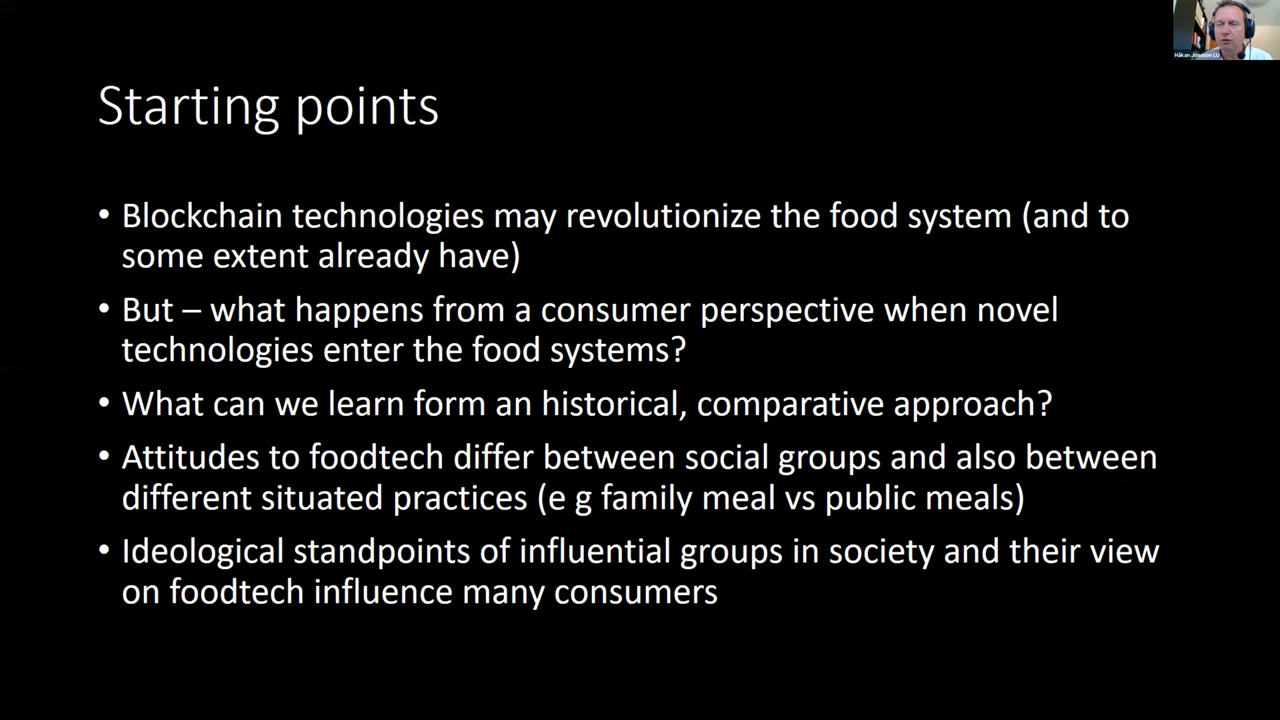 Håkan Jönsson LU
Starting points
• Blockchain technologies may revolutionize the food system (and to
some extent already have)
• But – what happens from a consumer perspective when novel
technologies enter the food systems?
• What can we learn form an historical, comparative approach?
• Attitudes to foodtech differ between social groups and also between
different situated practices (e g family meal vs public meals)
• Ideological standpoints of influential groups in society and their view
on foodtech influence many consumers